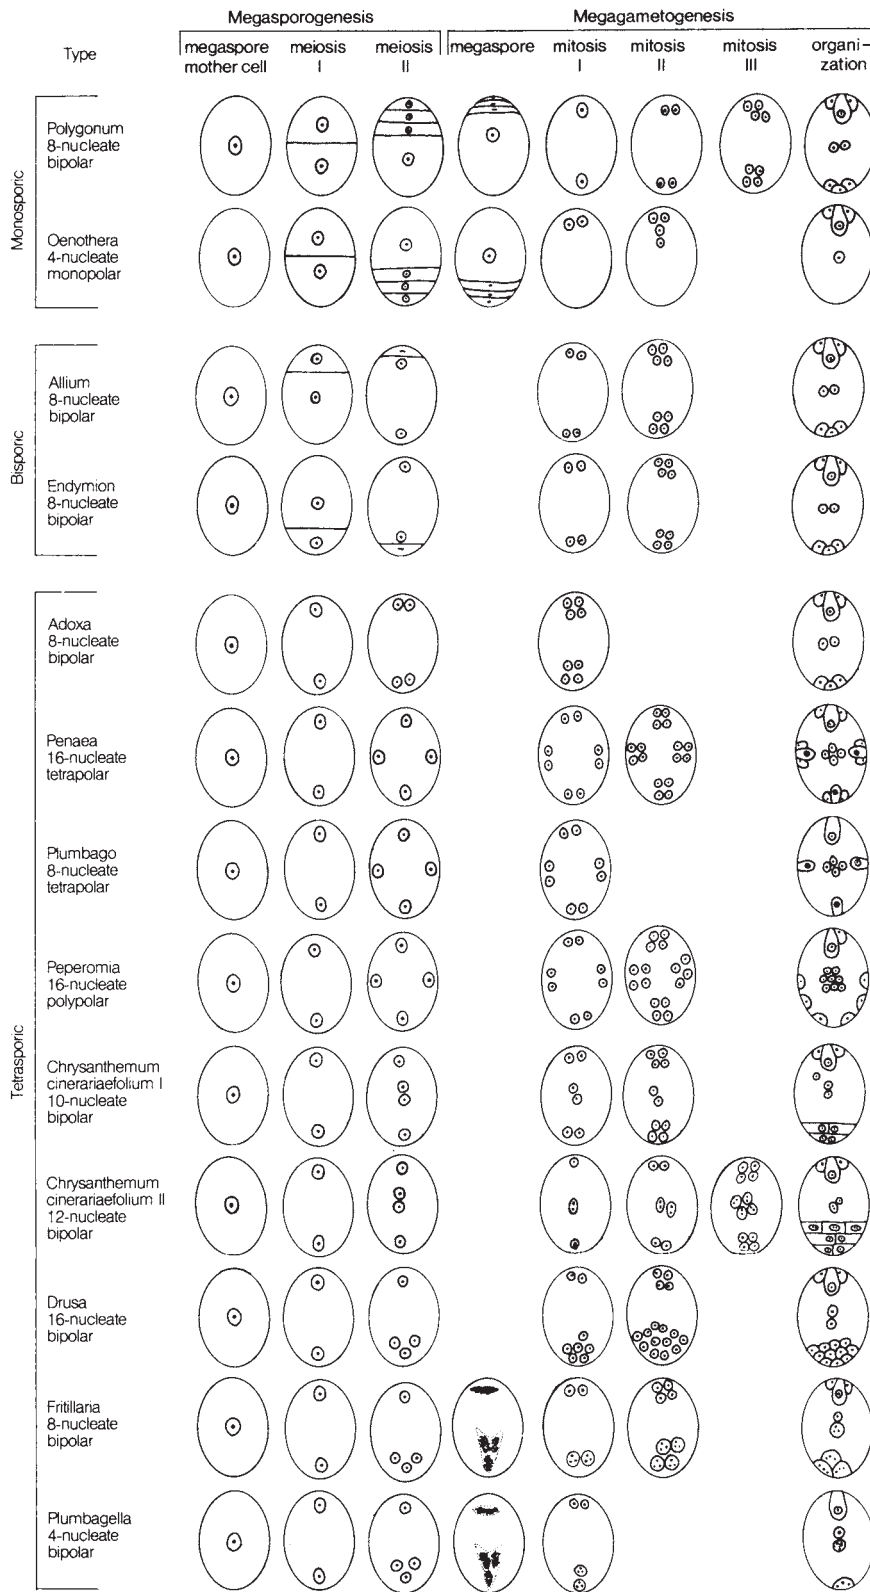 Megasporogenesis
Megagametogenesis
Type
megaspore
mother cell
meiosis
I
meiosis
II
megaspore
mitosis
I
mitosis
II
mitosis
III
organi-
zation
Monosporic
Polygonum
8-nucleate
bipolar
Oenothera
4-nucleate
monopolar
Bisporic
Allium
8-nucleate
bipolar
Endymion
8-nucleate
bipolar
Tetrasporic
Adoxa
8-nucleate
bipolar
Penaea
16-nucleate
tetrapolar
Plumbago
8-nucleate
tetrapolar
Peperomia
16-nucleate
polypolar
Chrysanthemum
cinerariaefolium I
10-nucleate
bipolar
Chrysanthemum
cinerariaefolium II
12-nucleate
bipolar
Drusa
16-nucleate
bipolar
Fritillaria
8-nucleate
bipolar
Plumbagella
4-nucleate
bipolar